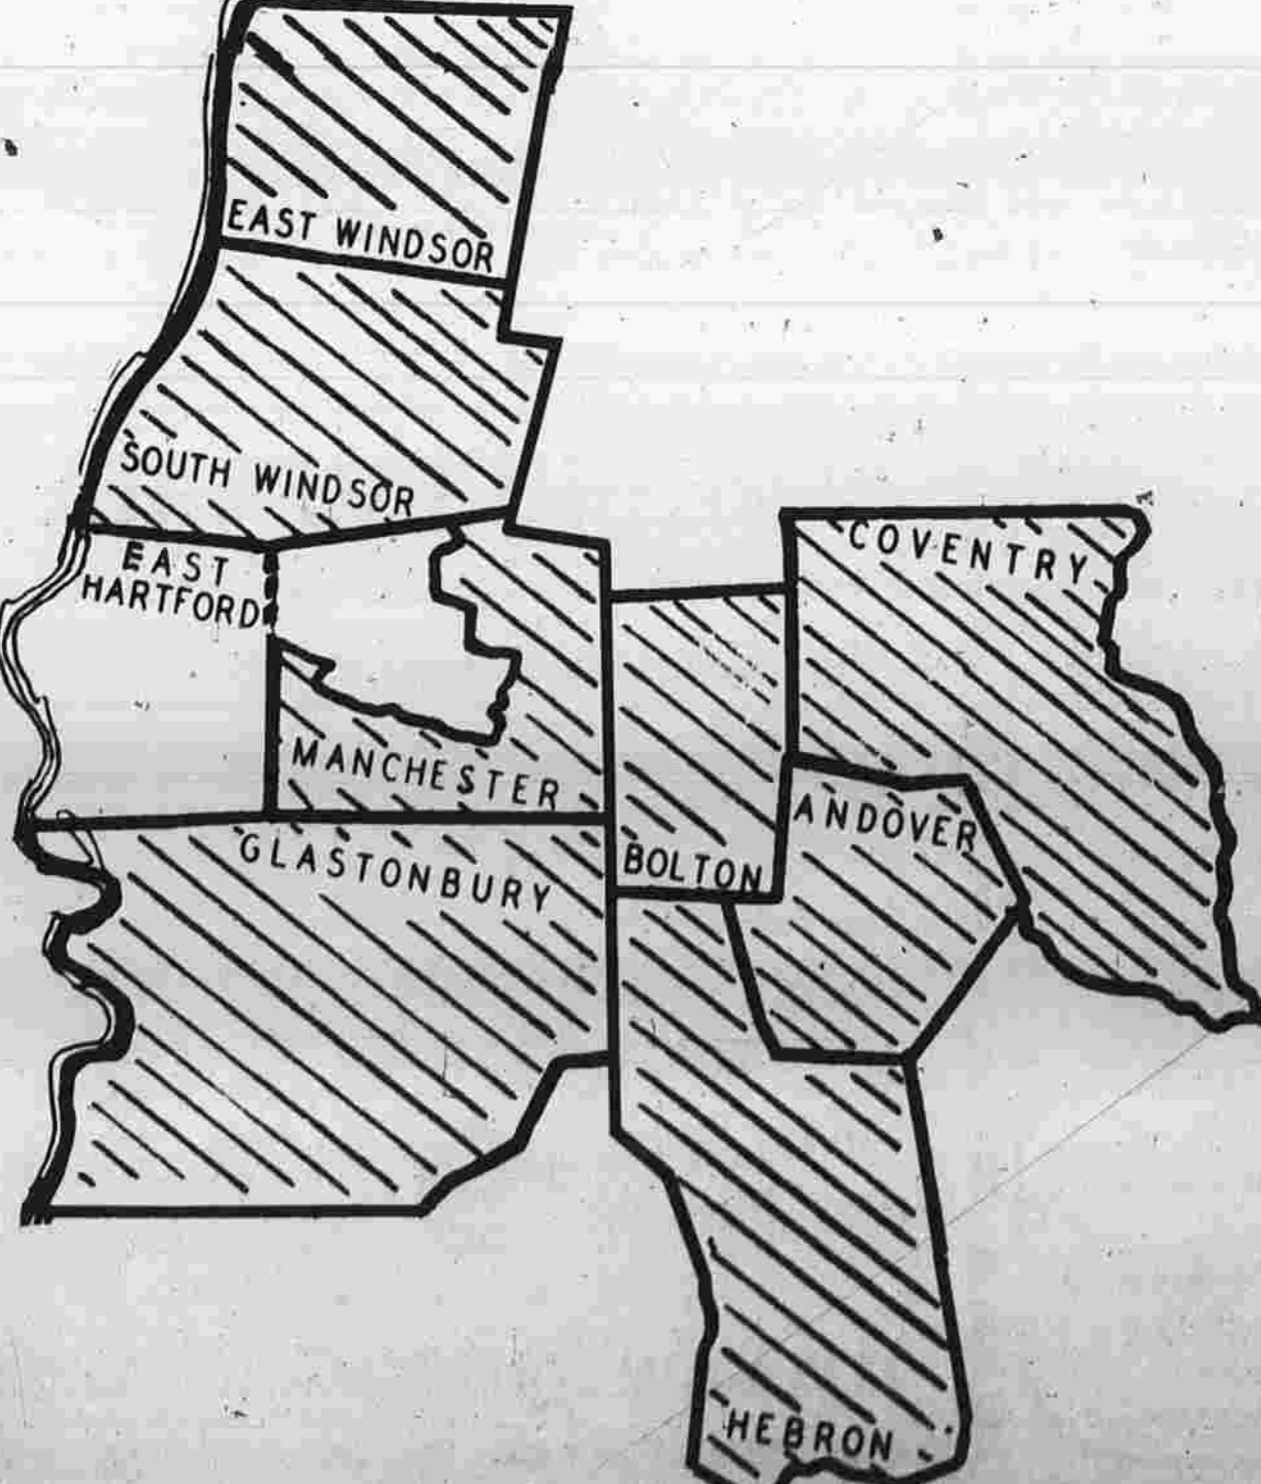 EAST WINDSOR
SOUTH WINDSOR
EAST
HARTFORD
COVENTRY
MANCHESTER
ANDOVER
GLASTONBURY
BOLTON
HEBRON